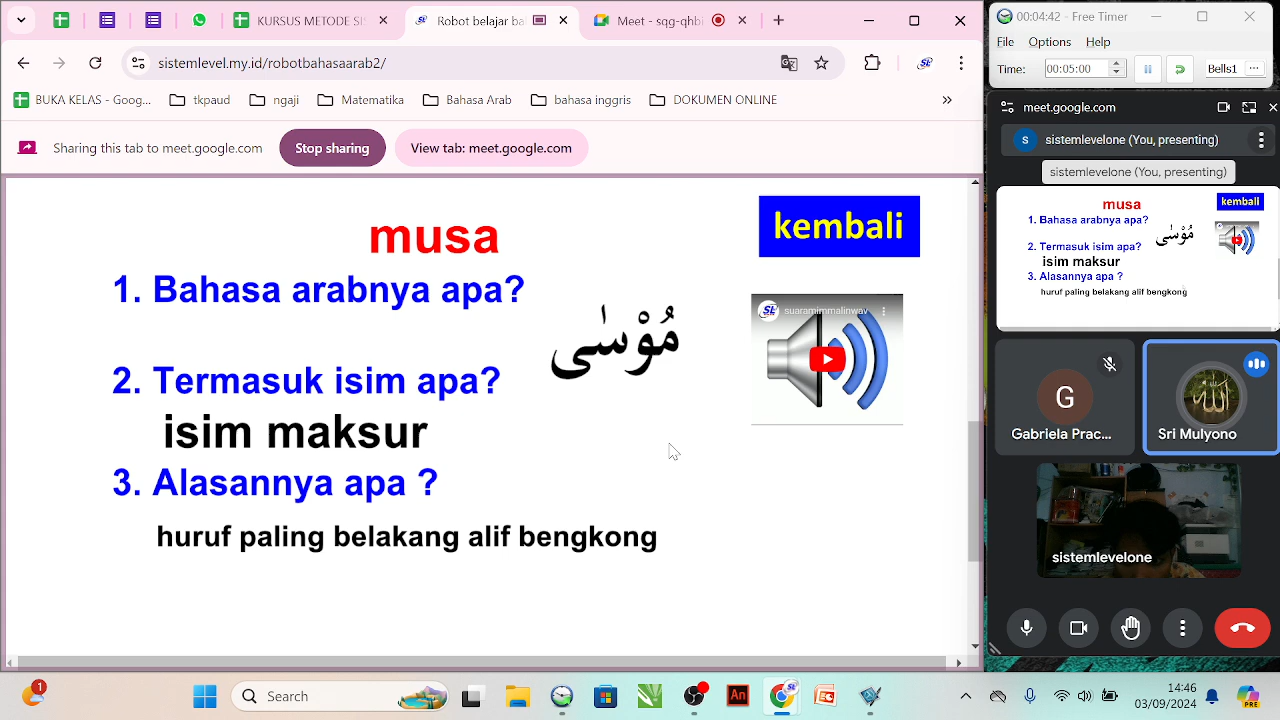 KURSUS METODE S
Robot belajar ba
Meet - sqg-qhb
sistemlevel.my.id/robotbahasaarab2/
BUKA KELAS - Goog...
tkpaud
ngaji
Matematika
Bahasa Arab
bahasa inggris
DOKUMEN ONLINE
Sharing this tab to meet.google.com
Stop sharing
View tab: meet.google.com
musa
kembali
1. Bahasa arabnya apa?
مُوْسٰى
suaramimmalinwav
2. Termasuk isim apa?
isim maksur
3. Alasannya apa ?
huruf paling belakang alif bengkong
00:04:42 - Free Timer
File Options Help
Time: 00:05:00 Bells1 ...
meet.google.com
S sistemlevelone (You, presenting)
sistemlevelone (You, presenting)
musa
kembali
1. Bahasa arabnya apa?
مُوْسٰى
2. Termasuk isim apa?
isim maksur
3. Alasannya apa ?
huruf paling belakang alif bengkong
G
Gabriela Prac...
Sri Mulyono
sistemlevelone
1
Search
An
14:46
03/09/2024
PRE